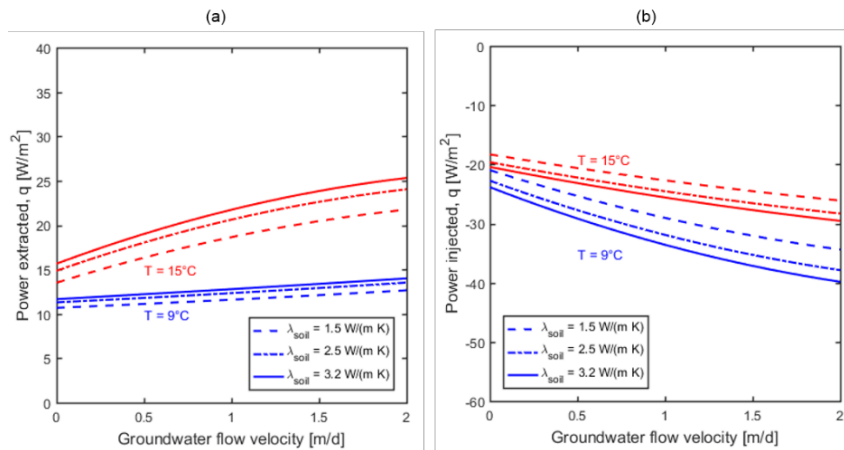 (a)
Power extracted, q [W/m²]
40
35
30
25
20
15
10
5
0
T = 15°C
T = 9°C
λsoil = 1.5 W/(m K)
λsoil = 2.5 W/(m K)
λsoil = 3.2 W/(m K)
0 0.5 1 1.5 2
Groundwater flow velocity [m/d]
(b)
Power injected, q [W/m²]
0
-10
-20
-30
-40
-50
-60
T = 15°C
T = 9°C
λsoil = 1.5 W/(m K)
λsoil = 2.5 W/(m K)
λsoil = 3.2 W/(m K)
0 0.5 1 1.5 2
Groundwater flow velocity [m/d]